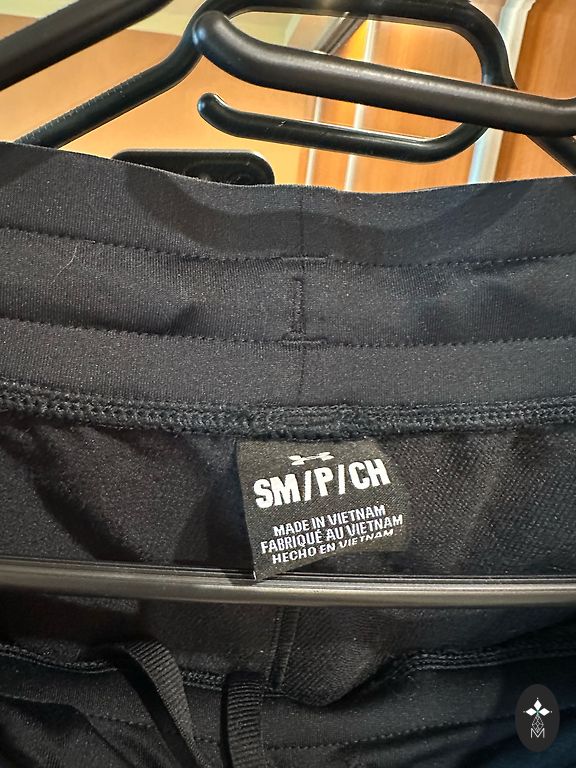 SM/P/CH
MADE IN VIETNAM
FABRIQUÉ AU VIETNAM
HECHO EN VIETNAM
M